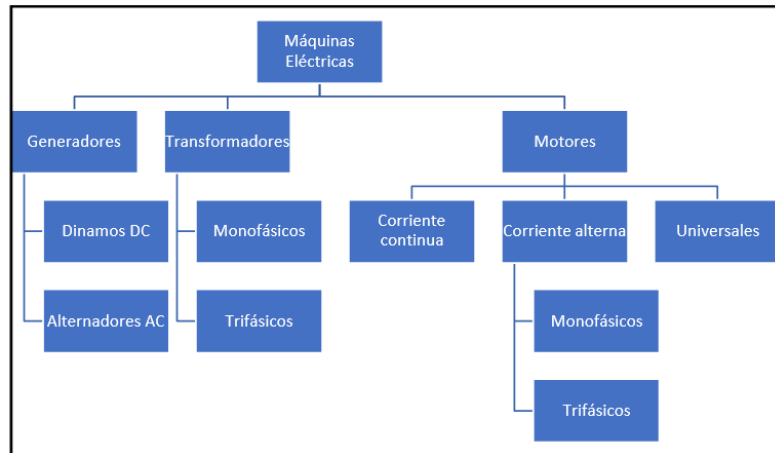 Máquinas
Eléctricas
Generadores
Transformadores
Motores
Dinamos DC
Monofásicos
Corriente
continua
Corriente alterna
Universales
Alternadores AC
Trifásicos
Monofásicos
Trifásicos